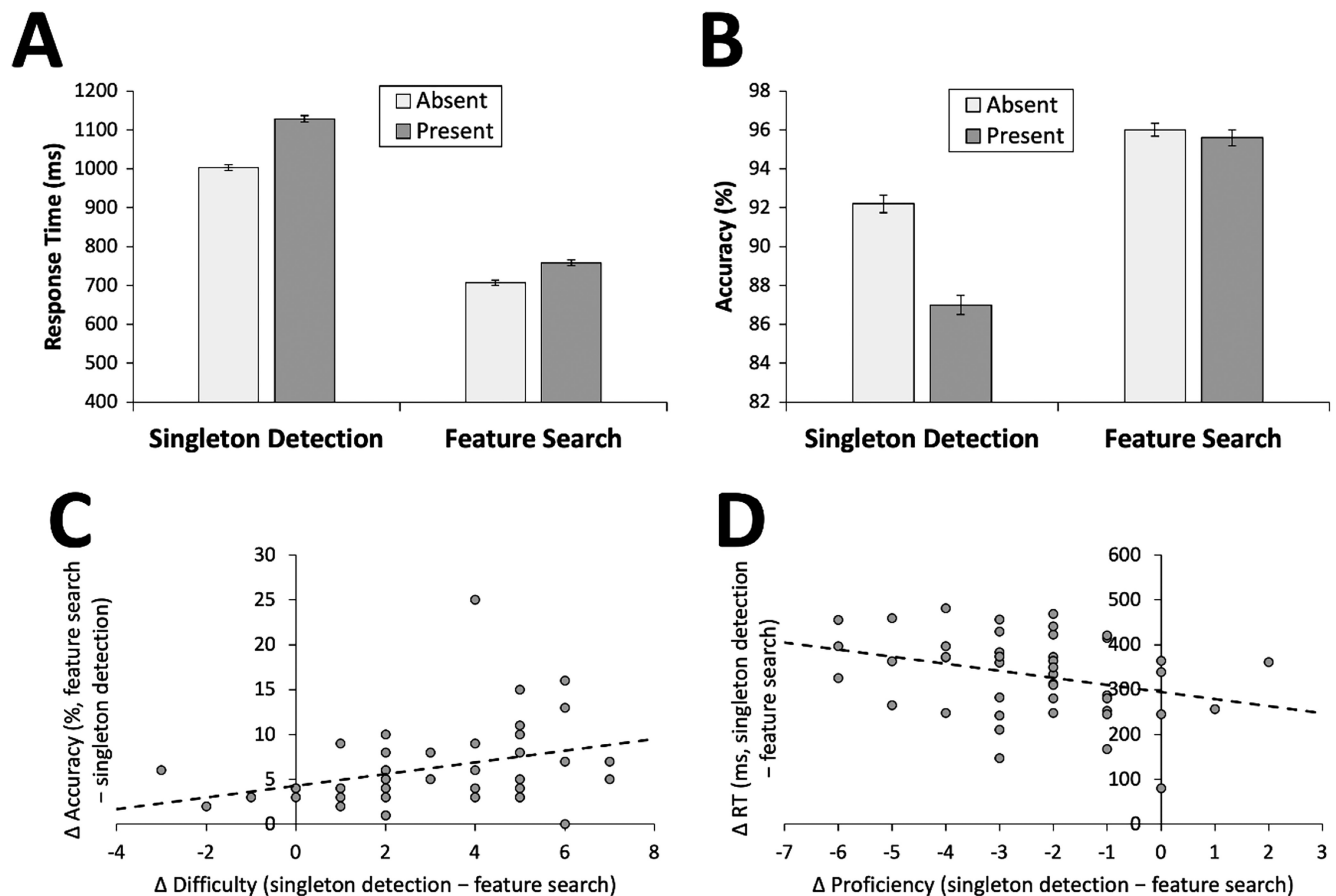 A
Response Time (ms)
1200
1100
1000
900
800
700
600
500
400
Absent
Present
Singleton Detection
Feature Search
B
Accuracy (%)
98
96
94
92
90
88
86
84
82
Absent
Present
Singleton Detection
Feature Search
C
Δ Accuracy (%, feature search
– singleton detection)
30
25
20
15
10
5
0
-4
-2
0
2
4
6
8
Δ Difficulty (singleton detection – feature search)
D
Δ RT (ms, singleton detection
– feature search)
600
500
400
300
200
100
0
-7
-6
-5
-4
-3
-2
-1
0
1
2
3
Δ Proficiency (singleton detection – feature search)